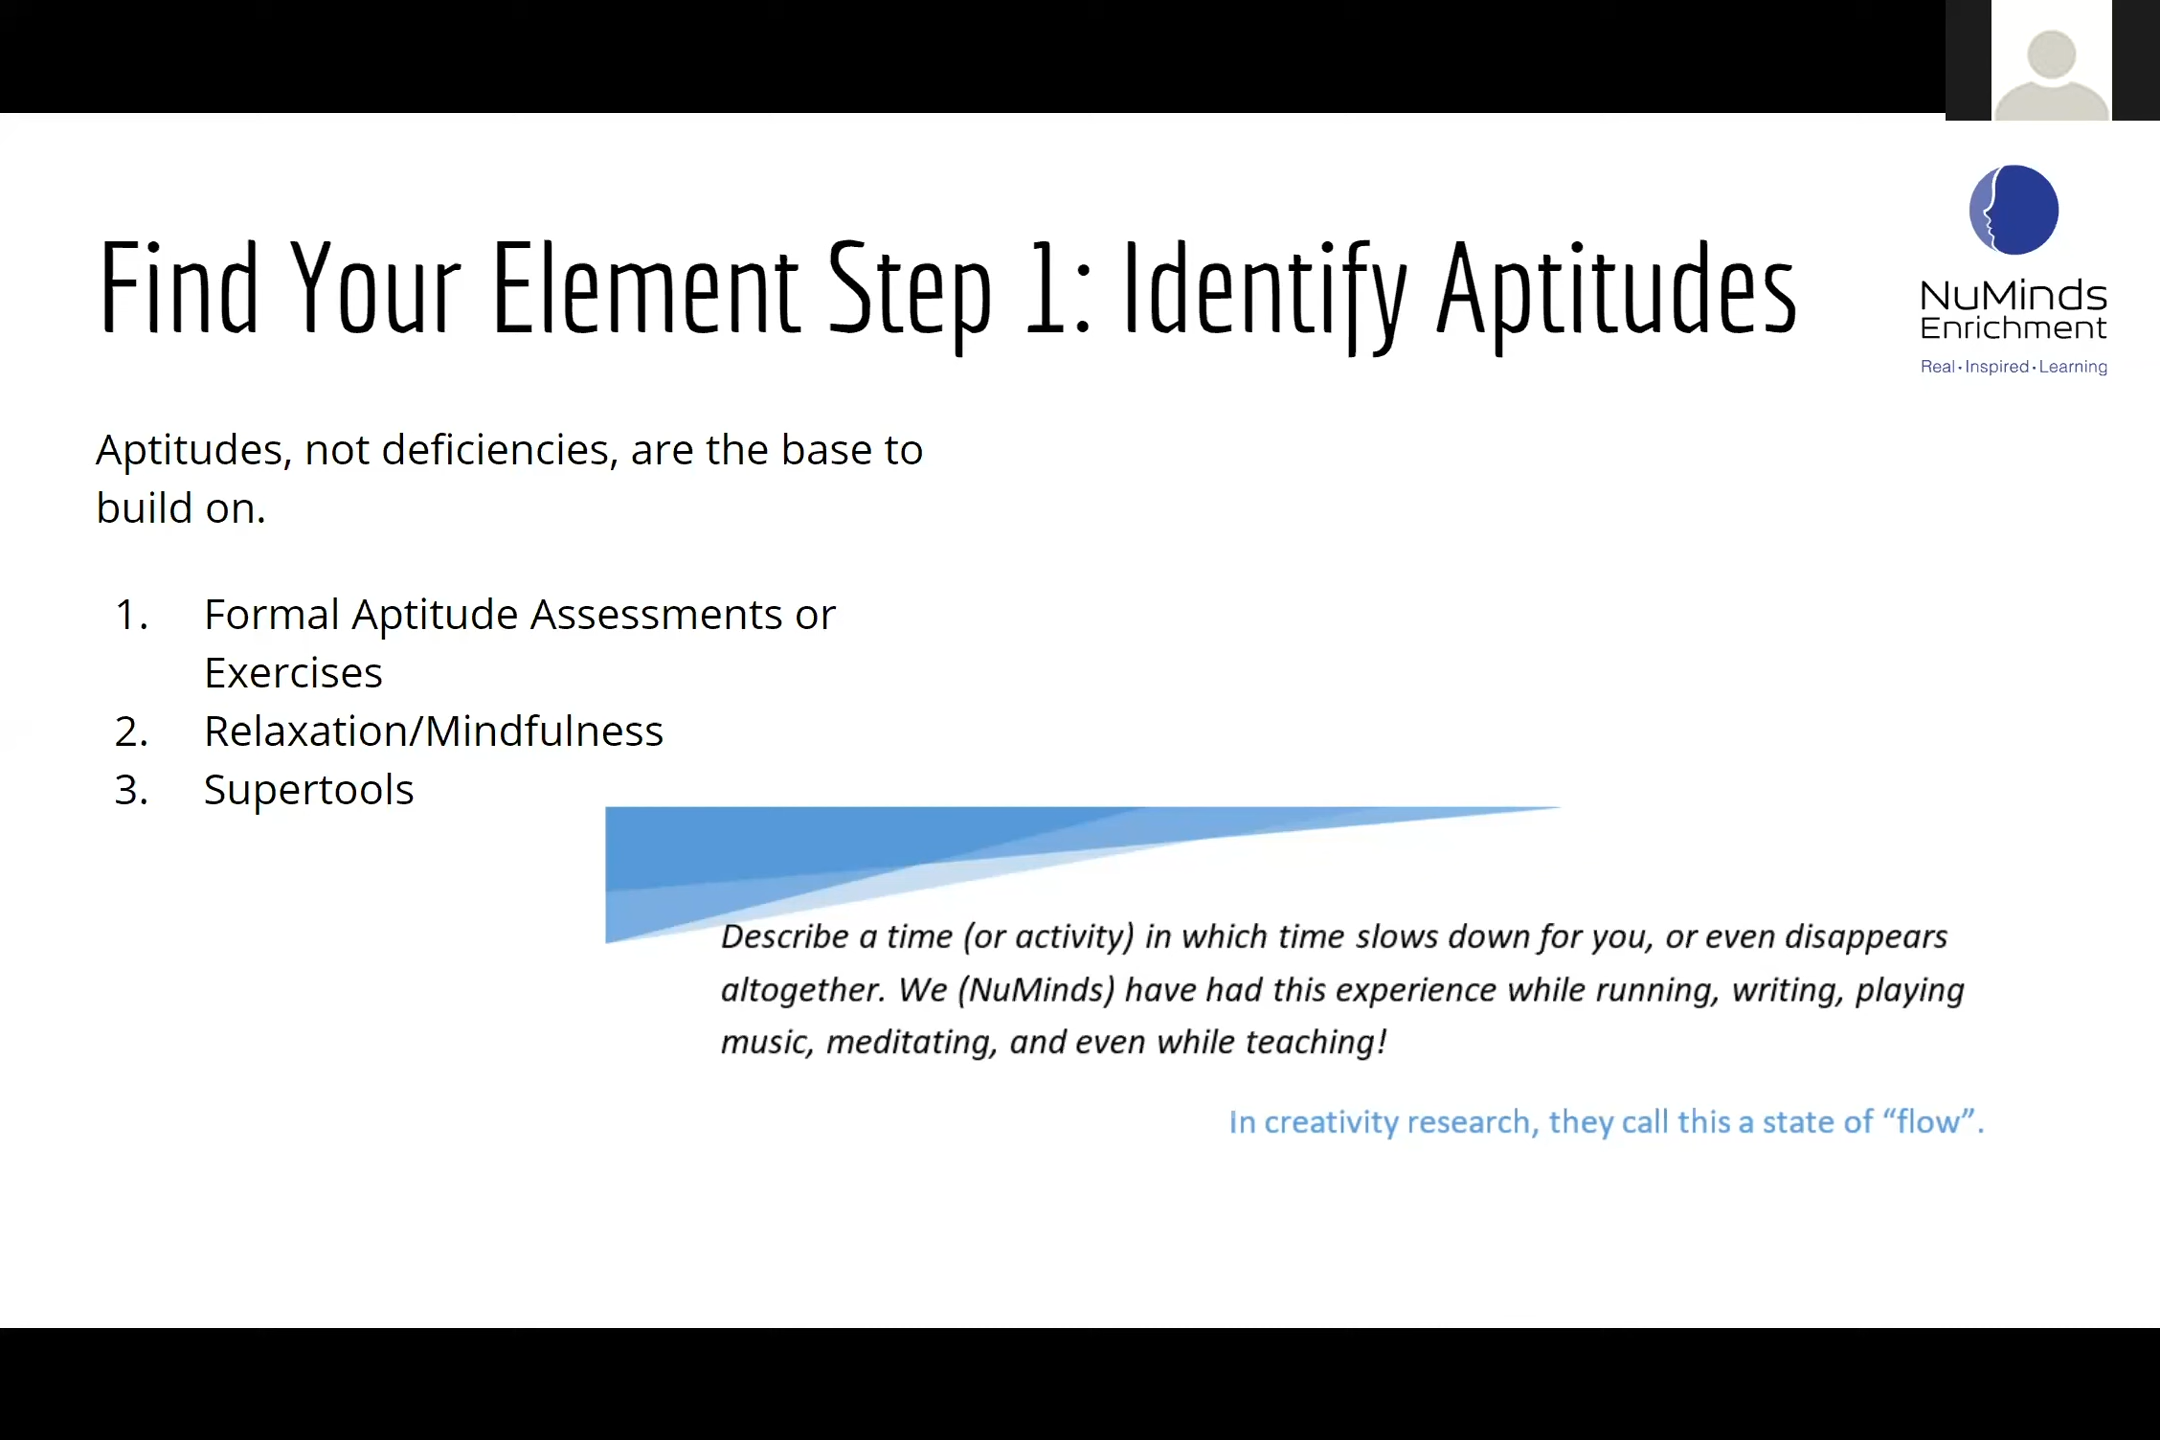 Find Your Element Step 1: Identify Aptitudes
NuMinds
Enrichment
Real·Inspired·Learning
Aptitudes, not deficiencies, are the base to
build on.
1. Formal Aptitude Assessments or
Exercises
2. Relaxation/Mindfulness
3. Supertools
Describe a time (or activity) in which time slows down for you, or even disappears
altogether. We (NuMinds) have had this experience while running, writing, playing
music, meditating, and even while teaching!
In creativity research, they call this a state of “flow”.